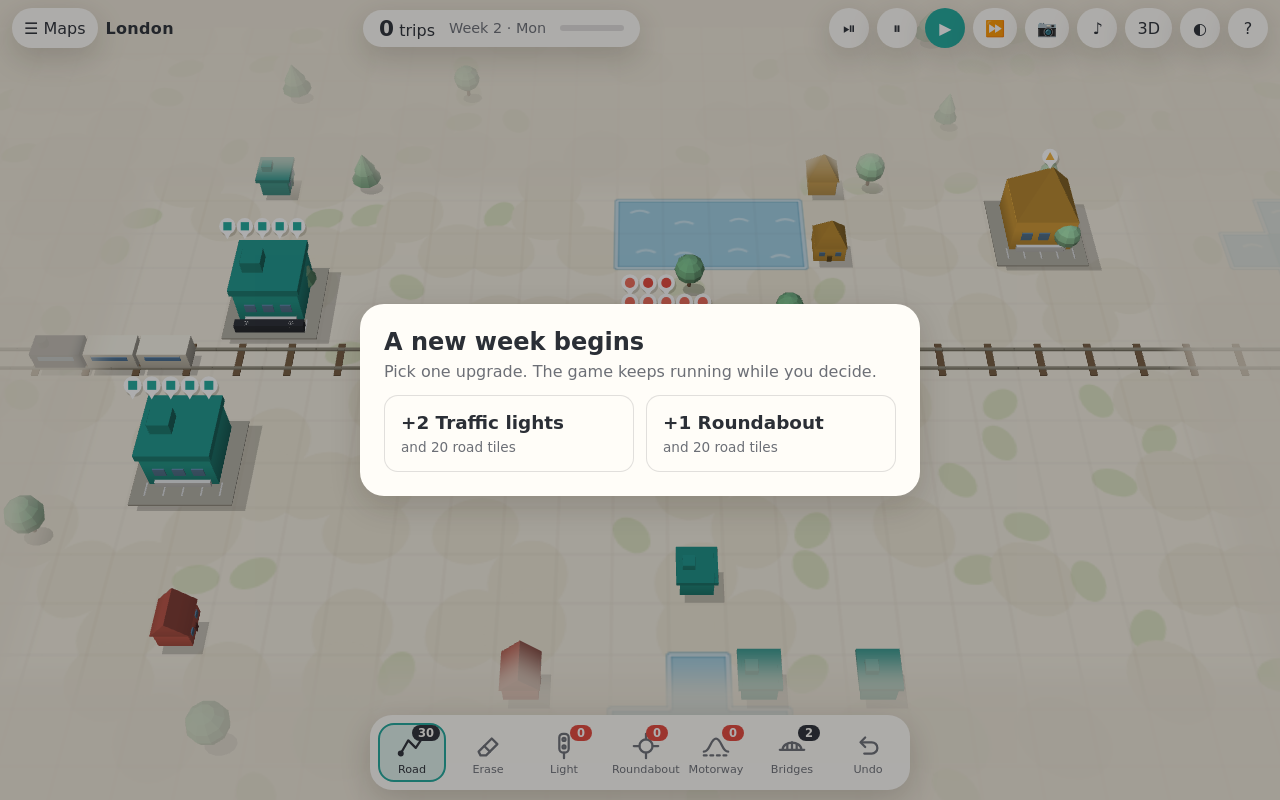 ☰ Maps
London
0 trips
Week 2 · Mon
3D
?
A new week begins
Pick one upgrade. The game keeps running while you decide.
+2 Traffic lights
and 20 road tiles
+1 Roundabout
and 20 road tiles
30
Road
Erase
0
Light
0
Roundabout
0
Motorway
2
Bridges
Undo